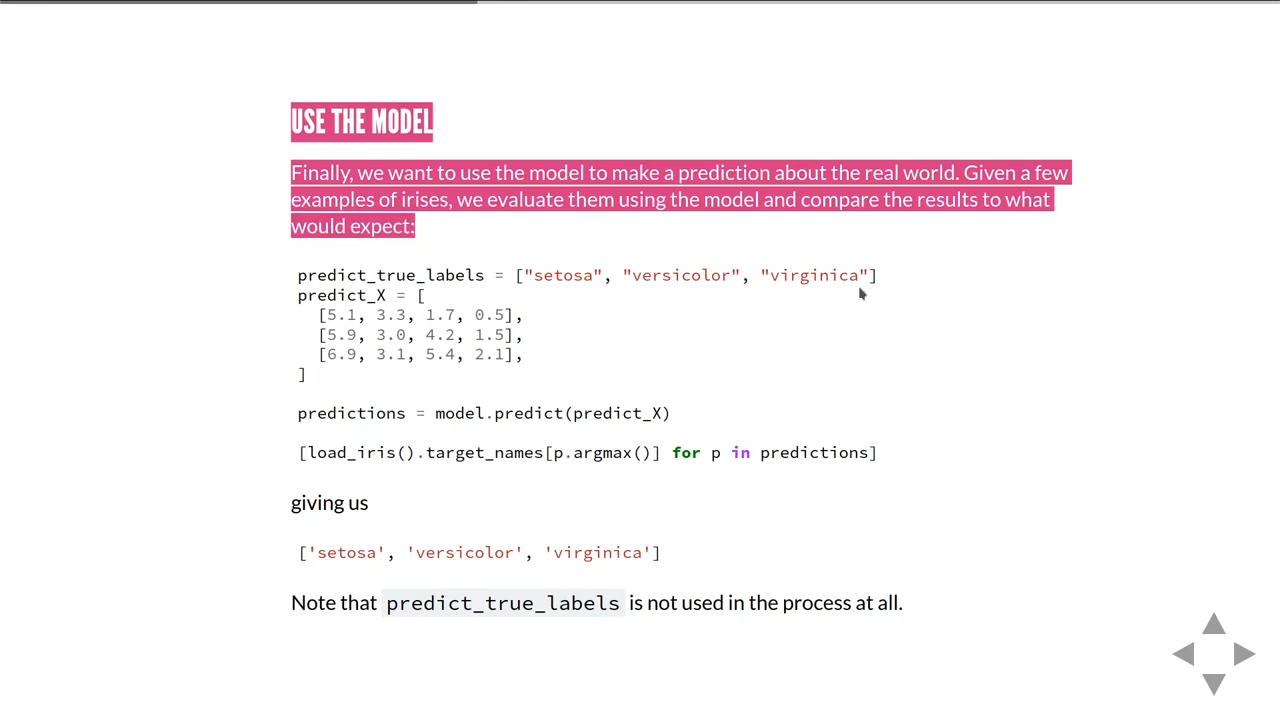 USE THE MODEL
Finally, we want to use the model to make a prediction about the real world. Given a few
examples of irises, we evaluate them using the model and compare the results to what
would expect:
predict_true_labels = ["setosa", "versicolor", "virginica"]
predict_X = [
  [5.1, 3.3, 1.7, 0.5],
  [5.9, 3.0, 4.2, 1.5],
  [6.9, 3.1, 5.4, 2.1],
]
predictions = model.predict(predict_X)
[load_iris().target_names[p.argmax()] for p in predictions]
giving us
['setosa', 'versicolor', 'virginica']
Note that predict_true_labels is not used in the process at all.